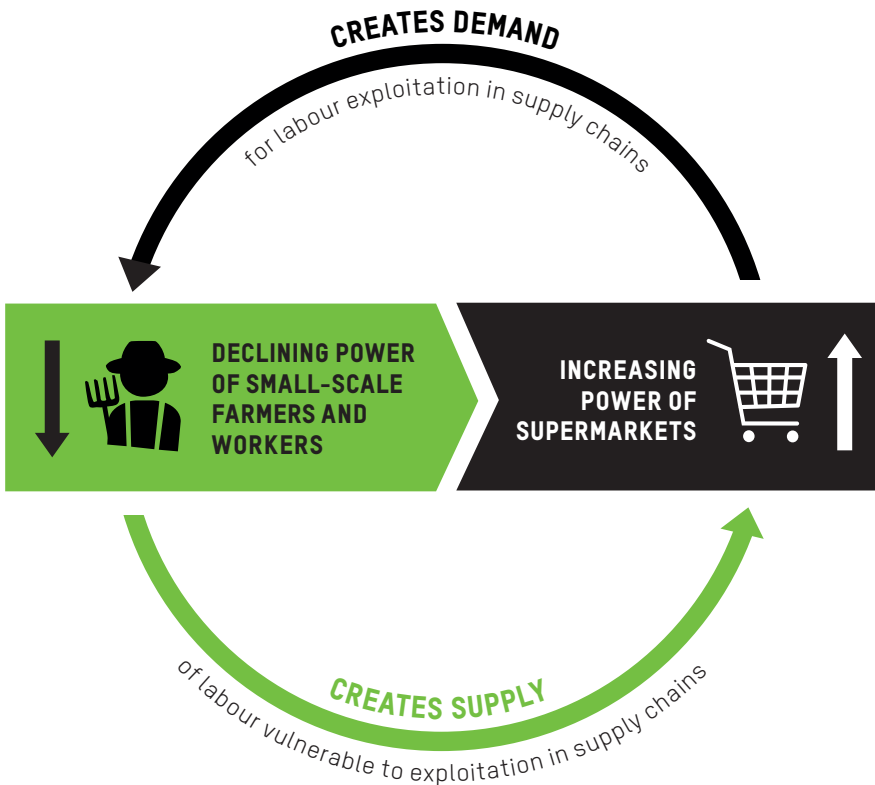 CREATES DEMAND
for labour exploitation in supply chains
DECLINING POWER
OF SMALL-SCALE
FARMERS AND
WORKERS
INCREASING
POWER OF
SUPERMARKETS
CREATES SUPPLY
of labour vulnerable to exploitation in supply chains